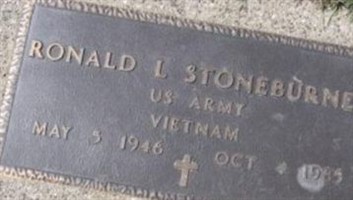 RONALD L STONEBURNE
US ARMY
VIETNAM
MAY 5 1946 OCT 4 1985